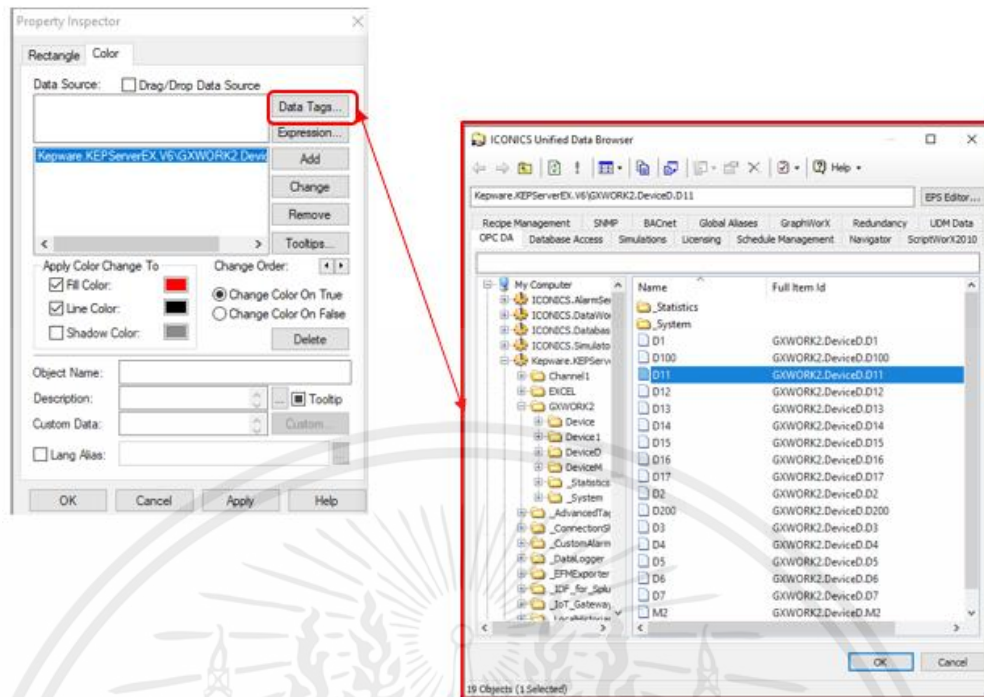 Property Inspector
Rectangle Color
Data Source: Drag/Drop Data Source
Data Tags...
Expression...
Kepware.KEPServerEX.V6\GXWORK2.Devic
Add
Change
Remove
Tooltips...
Apply Color Change To Change Order:
Fill Color:
Change Color On True
Line Color:
Change Color On False
Shadow Color:
Delete
Object Name:
Description: ... Tooltip
Custom Data: Custom...
Lang Alias:
OK Cancel Apply Help
ICONICS Unified Data Browser
Help
Kepware.KEPServerEX.V6\GXWORK2.DeviceD.D11 EPS Editor...
Recipe Management SNMP BACnet Global Aliases GraphWorX Redundancy UDM Data
OPC DA Database Access Simulations Licensing Schedule Management Navigator ScriptWorX2010
My Computer
ICONICS.AlarmSe
ICONICS.DataWo
ICONICS.Databas
ICONICS.Simulato
Kepware.KEPServ
Channel1
EXCEL
GXWORK2
Device
Device1
DeviceD
DeviceM
_Statistics
_System
_AdvancedTag
_ConnectionS
_CustomAlarm
_DataLogger
_EFMExporter
_IDF_for_Splu
_IoT_Gateway
_LocalHistorian
Name Full Item Id
_Statistics
_System
D1 GXWORK2.DeviceD.D1
D100 GXWORK2.DeviceD.D100
D11 GXWORK2.DeviceD.D11
D12 GXWORK2.DeviceD.D12
D13 GXWORK2.DeviceD.D13
D14 GXWORK2.DeviceD.D14
D15 GXWORK2.DeviceD.D15
D16 GXWORK2.DeviceD.D16
D17 GXWORK2.DeviceD.D17
D2 GXWORK2.DeviceD.D2
D200 GXWORK2.DeviceD.D200
D3 GXWORK2.DeviceD.D3
D4 GXWORK2.DeviceD.D4
D5 GXWORK2.DeviceD.D5
D6 GXWORK2.DeviceD.D6
D7 GXWORK2.DeviceD.D7
M2 GXWORK2.DeviceD.M2
OK Cancel
19 Objects (1 Selected)